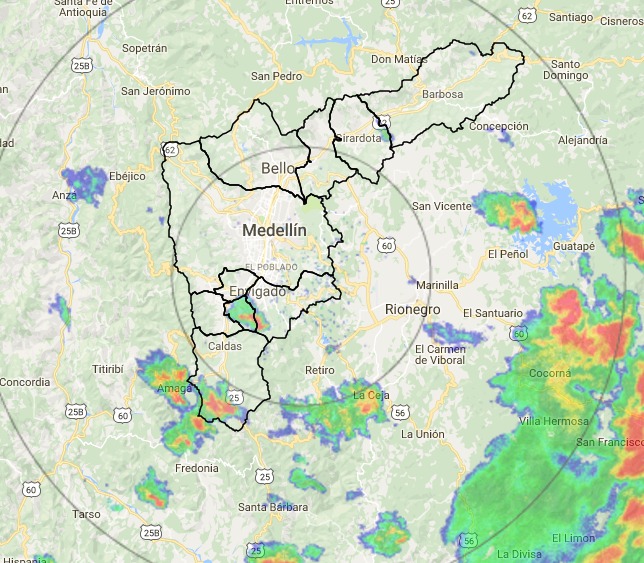 Santa Fe de
Antioquia
Entrerríos
62
Santiago
Cisneros
Sopetrán
25
Don Matías
25B
Santo
Domingo
San Pedro
San Jerónimo
Barbosa
Girardota
Concepción
62
Alejandría
Bello
Ebéjico
Anzá
San Vicente
Medellín
25B
60
Guatapé
El Peñol
EL POBLADO
Envigado
Marinilla
Rionegro
El Santuario
60
Caldas
El Carmen
de Viboral
Titiribí
Retiro
Concordia
Amagá
Cocorna
25
La Ceja
25B
60
56
Villa Hermosa
La Unión
San Francisco
Fredonia
25
60
Santa Bárbara
Tarso
25B
56
El Limon
25
La Divisa
Hispania